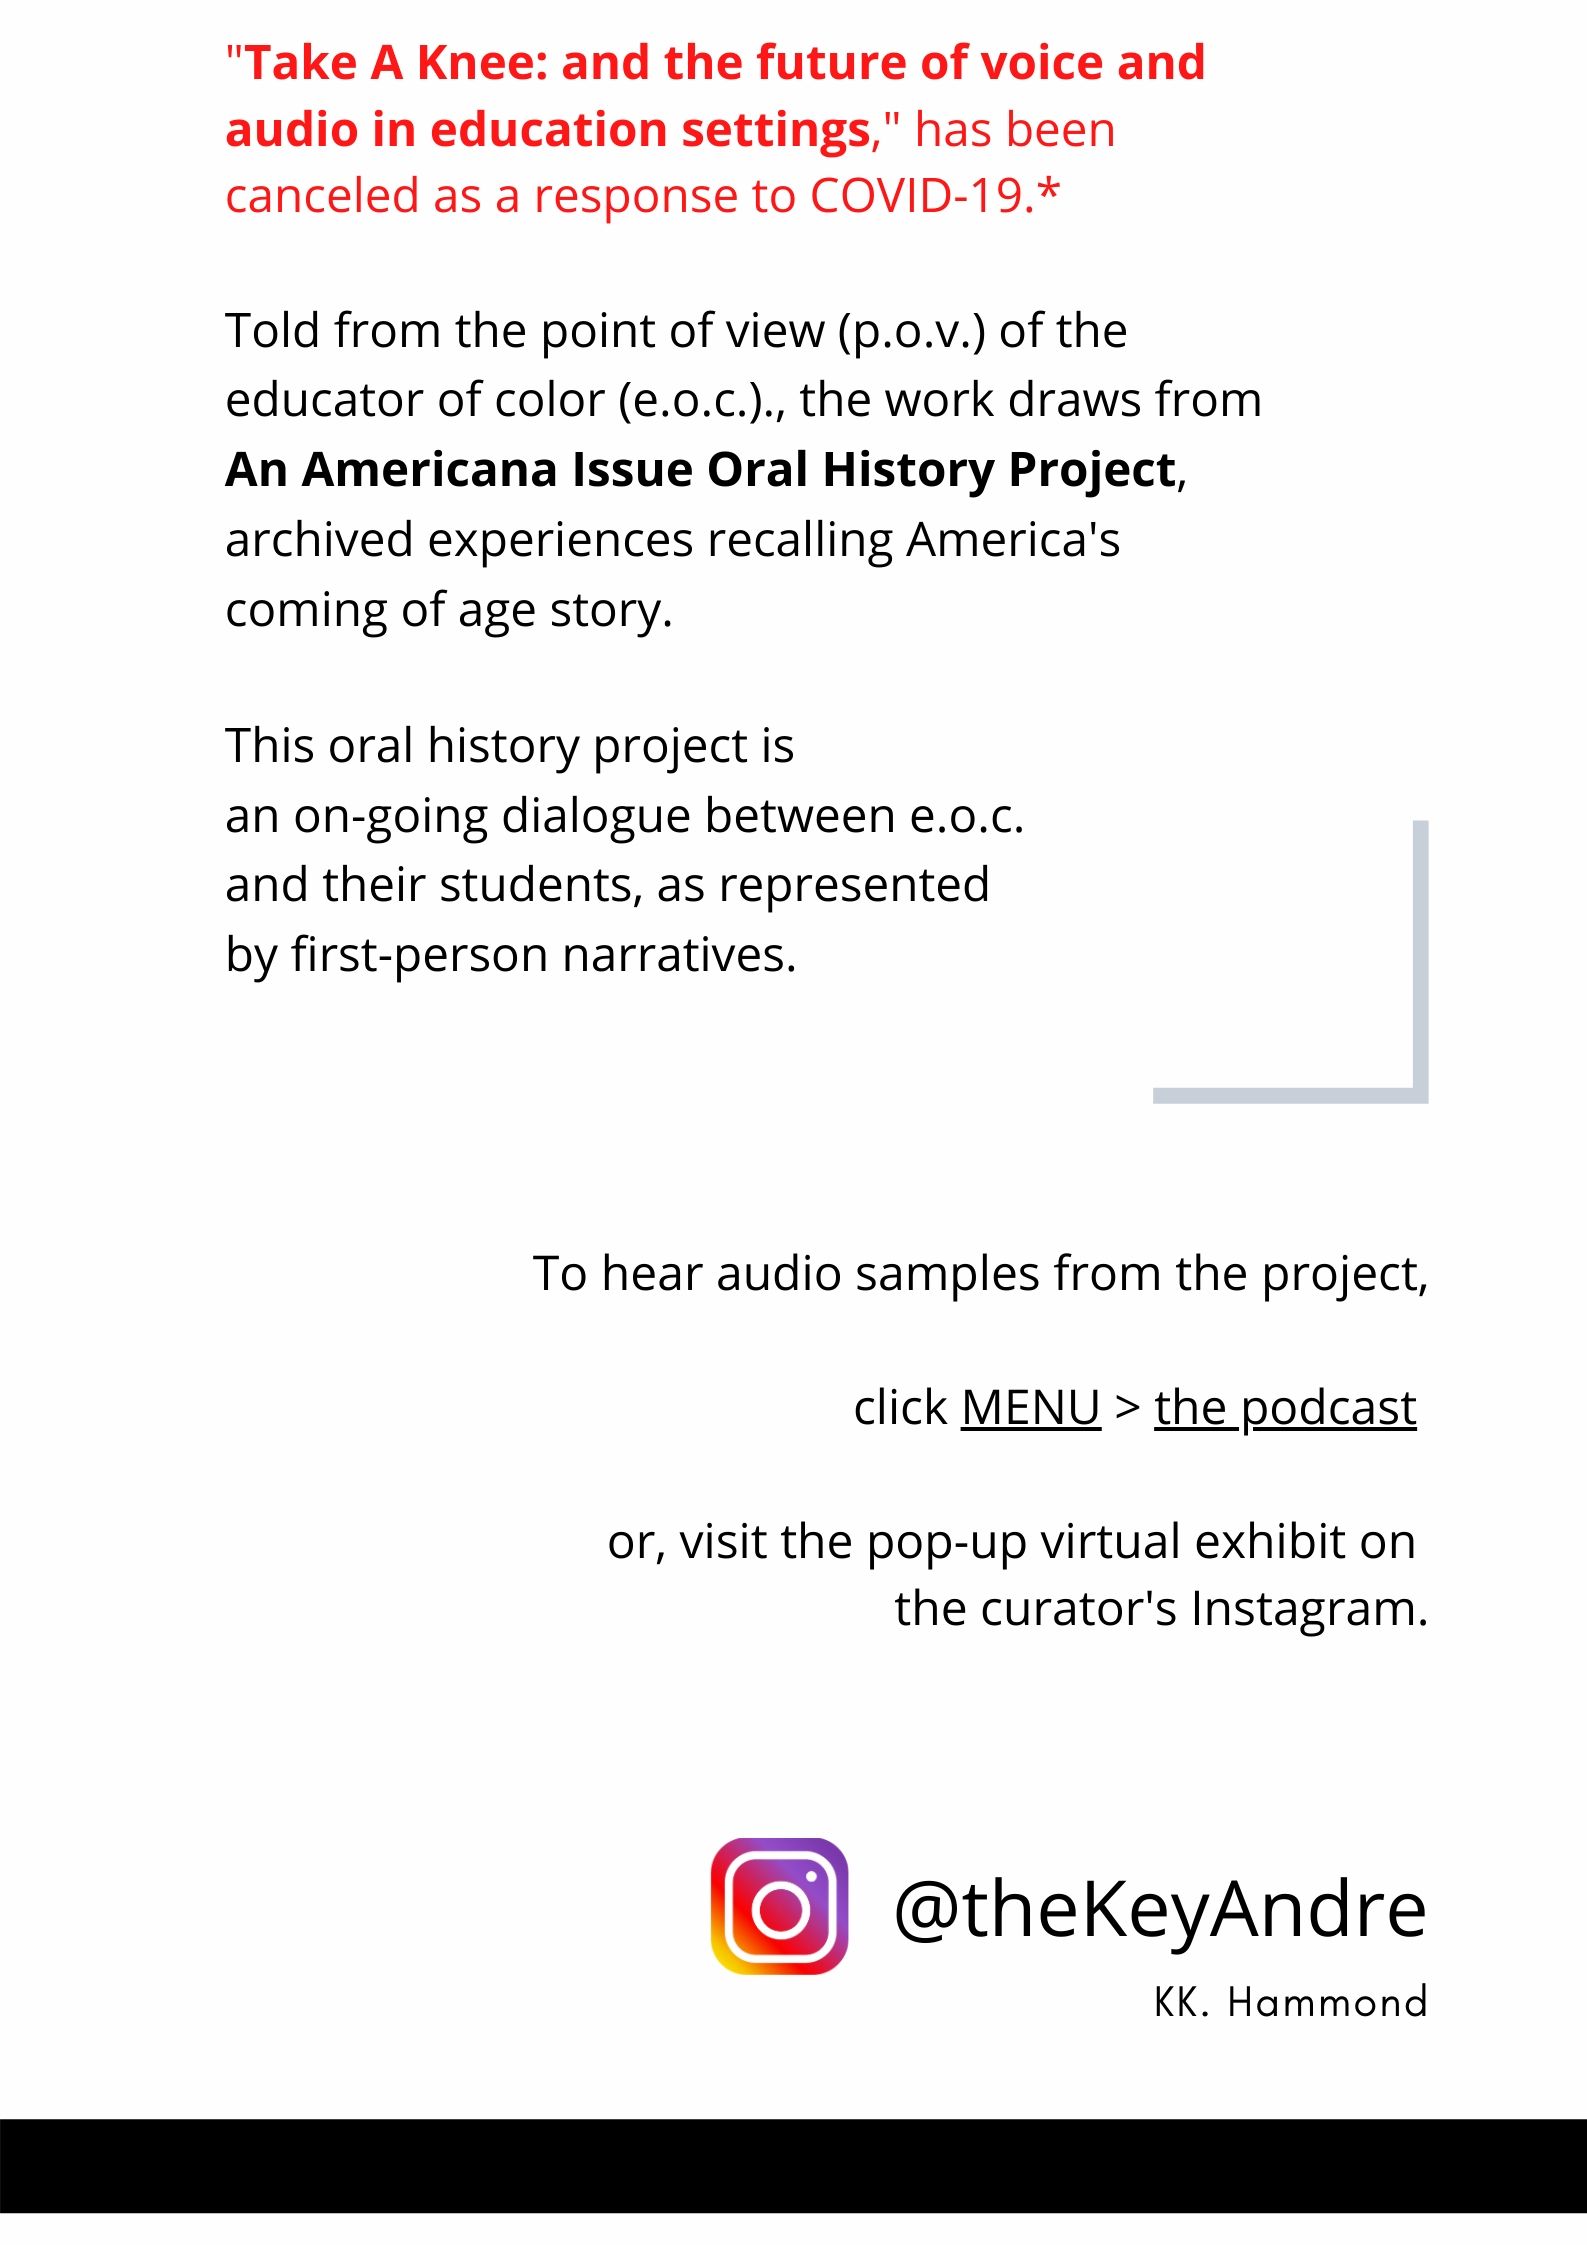 "Take A Knee: and the future of voice and
audio in education settings," has been
canceled as a response to COVID-19.*
Told from the point of view (p.o.v.) of the
educator of color (e.o.c.)., the work draws from
An Americana Issue Oral History Project,
archived experiences recalling America's
coming of age story.
This oral history project is
an on-going dialogue between e.o.c.
and their students, as represented
by first-person narratives.
To hear audio samples from the project,
click MENU > the podcast
or, visit the pop-up virtual exhibit on
the curator's Instagram.
@theKeyAndre
KK. Hammond